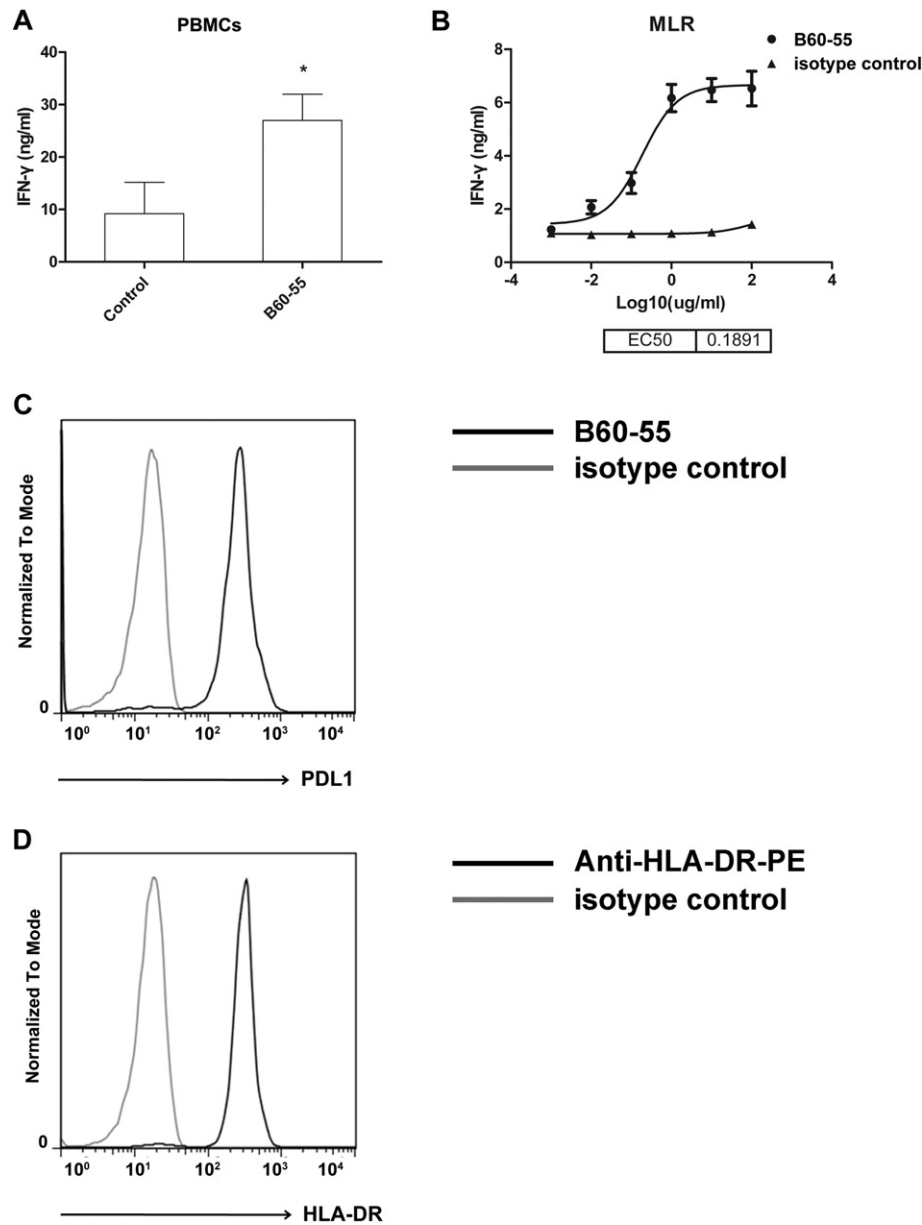 A
PBMCs
IFN-γ (ng/ml)
40
30
20
10
0
*
Control
B60-55
B
MLR
B60-55
isotype control
IFN-γ (ng/ml)
8
6
4
2
0
-4 -2 0 2 4
Log10(ug/ml)
EC50 0.1891
C
Normalized To Mode
0
10⁰ 10¹ 10² 10³ 10⁴
PDL1
B60-55
isotype control
D
Normalized To Mode
0
10⁰ 10¹ 10² 10³ 10⁴
HLA-DR
Anti-HLA-DR-PE
isotype control